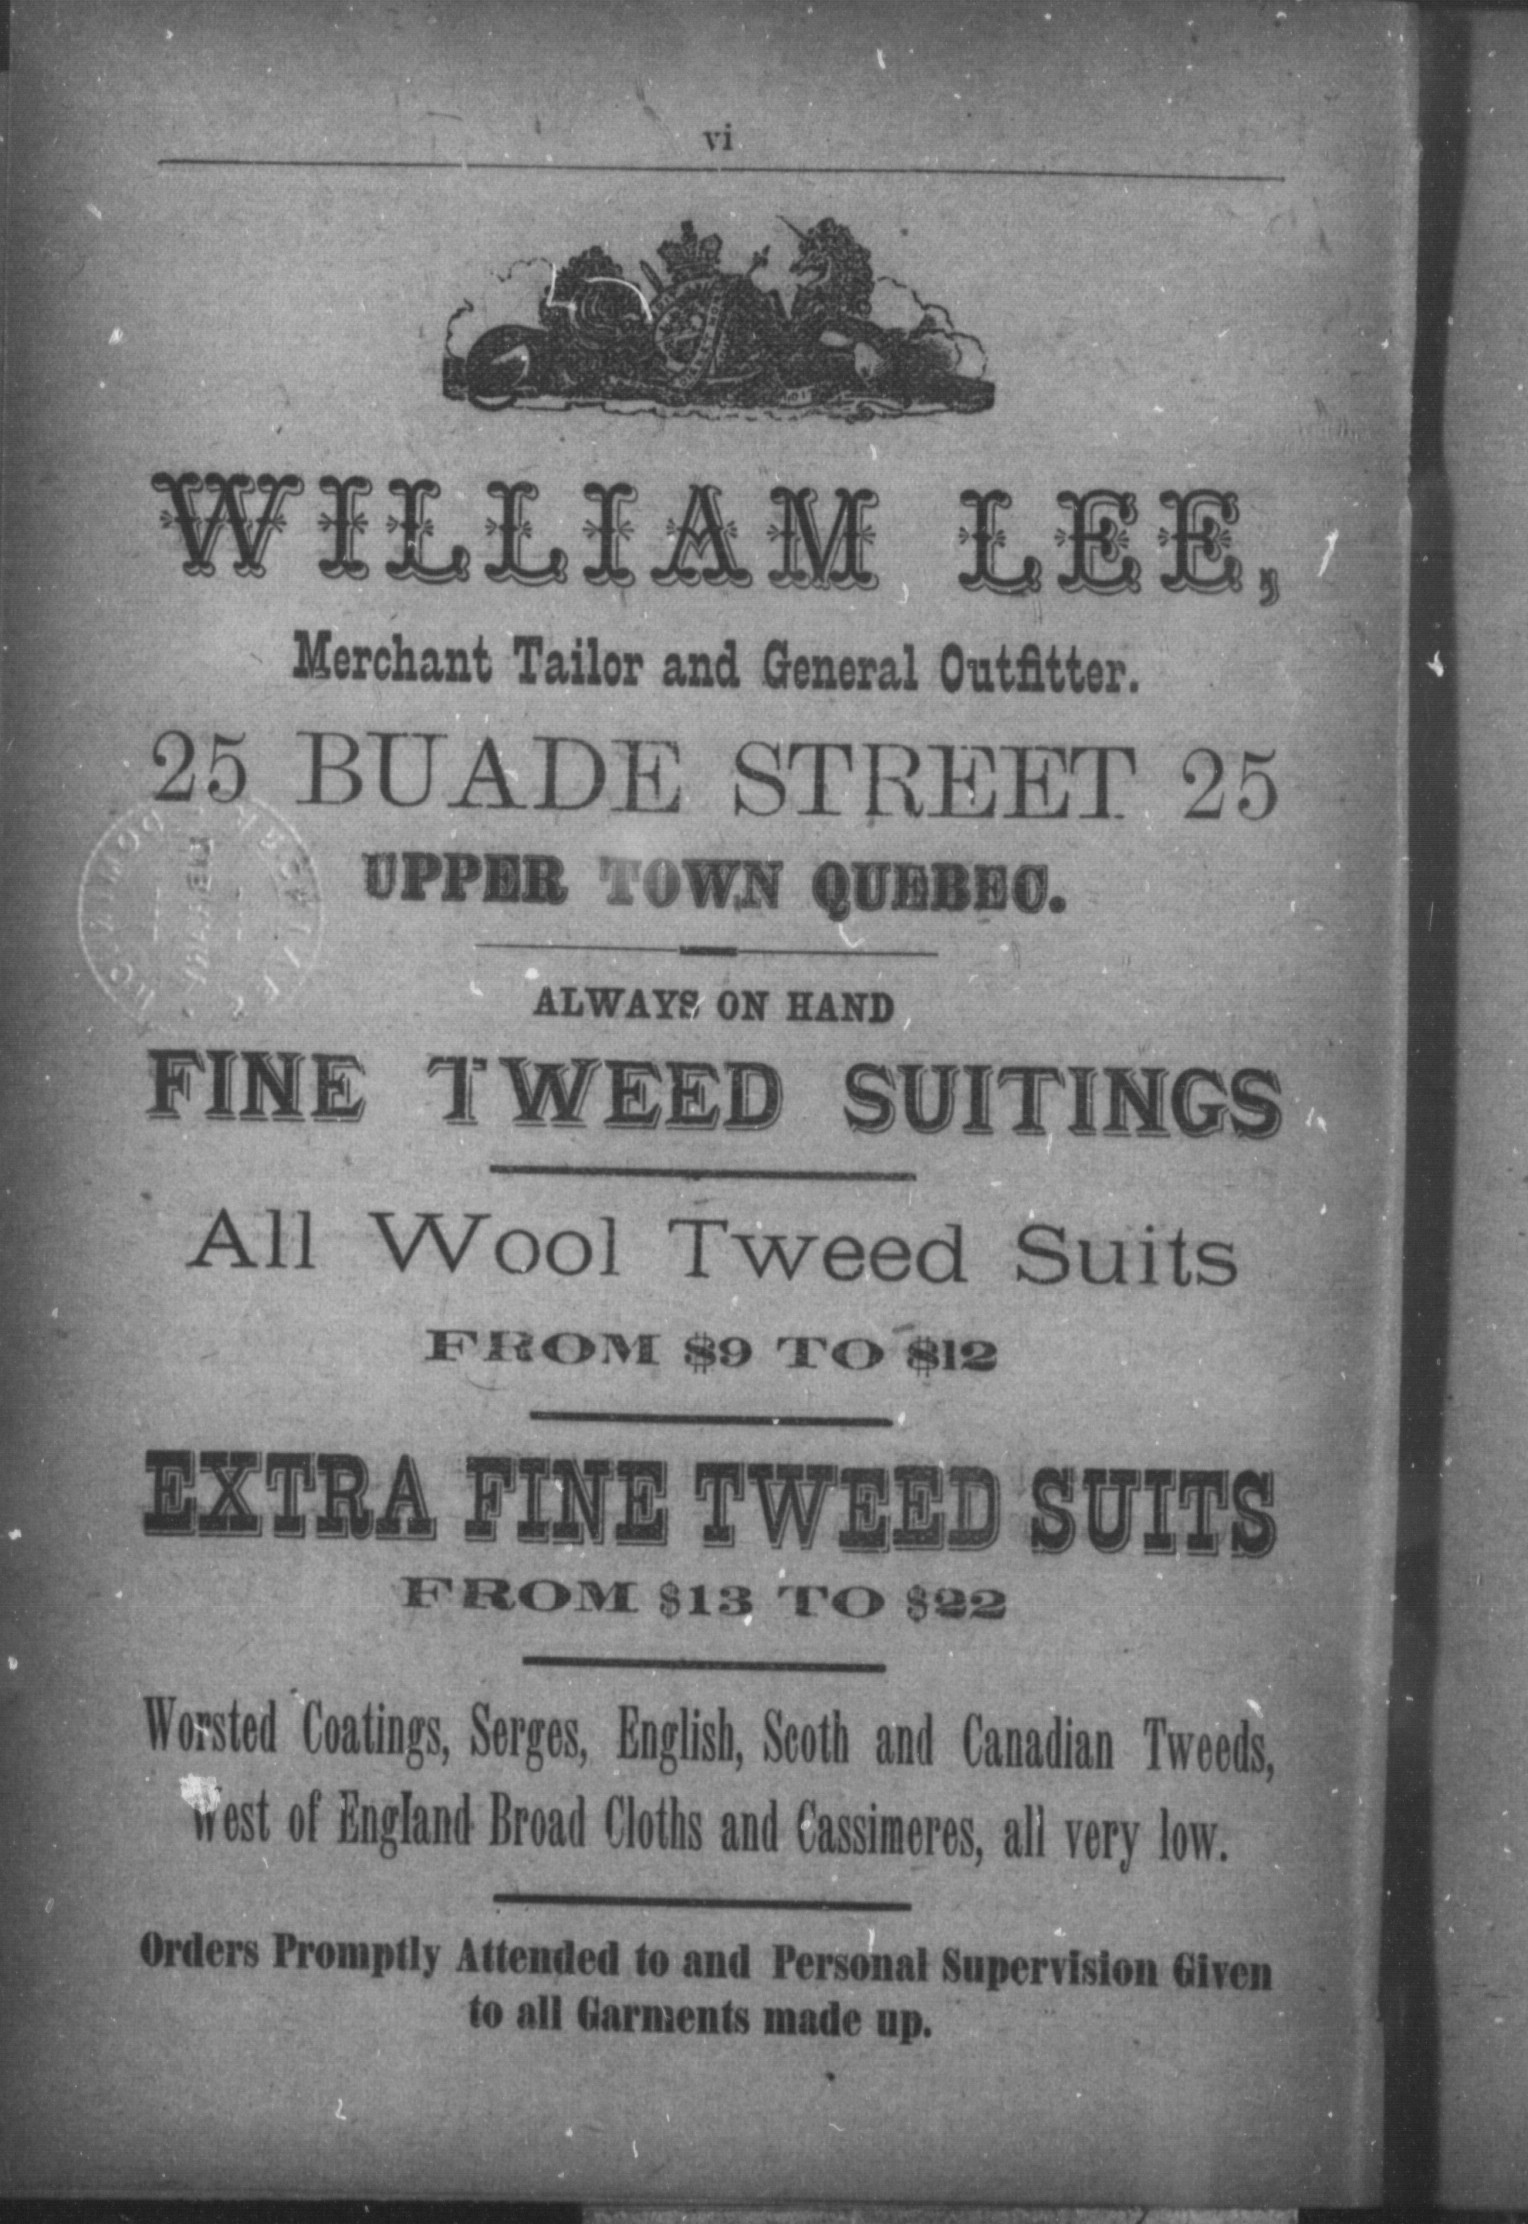 vi
WILLIAM LEE,
Merchant Tailor and General Outfitter.
25 BUADE STREET 25
UPPER TOWN QUEBEC.
ALWAYS ON HAND
FINE TWEED SUITINGS
All Wool Tweed Suits
FROM $9 TO $12
EXTRA FINE TWEED SUITS
FROM $13 TO $22
Worsted Coatings, Serges, English, Scoth and Canadian Tweeds,
West of England Broad Cloths and Cassimeres, all very low.
Orders Promptly Attended to and Personal Supervision Given
to all Garments made up.